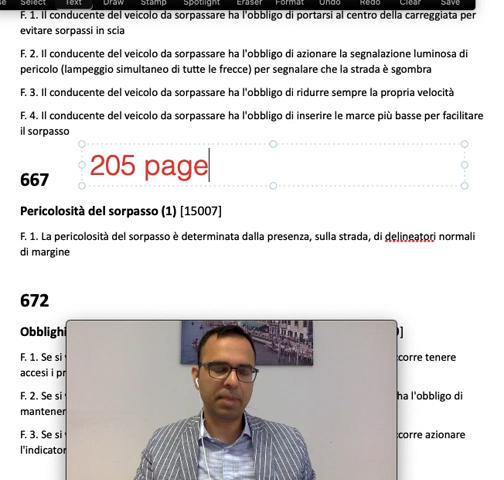 Select Text Draw Stamp Spotlight Eraser Format Undo Redo Clear Save
F. 1. Il conducente del veicolo da sorpassare ha l'obbligo di portarsi al centro della carreggiata per
evitare sorpassi in scia
F. 2. Il conducente del veicolo da sorpassare ha l'obbligo di azionare la segnalazione luminosa di
pericolo (lampeggio simultaneo di tutte le frecce) per segnalare che la strada è sgombra
F. 3. Il conducente del veicolo da sorpassare ha l'obbligo di ridurre sempre la propria velocità
F. 4. Il conducente del veicolo da sorpassare ha l'obbligo di inserire le marce più basse per facilitare
il sorpasso
205 page
667
Pericolosità del sorpasso (1) [15007]
F. 1. La pericolosità del sorpasso è determinata dalla presenza, sulla strada, di delineatori normali
di margine
672
Obblighi
F. 1. Se si corre tenere
accesi i
F. 2. Se si ha l'obbligo di
F. 3. Se si corre azionare